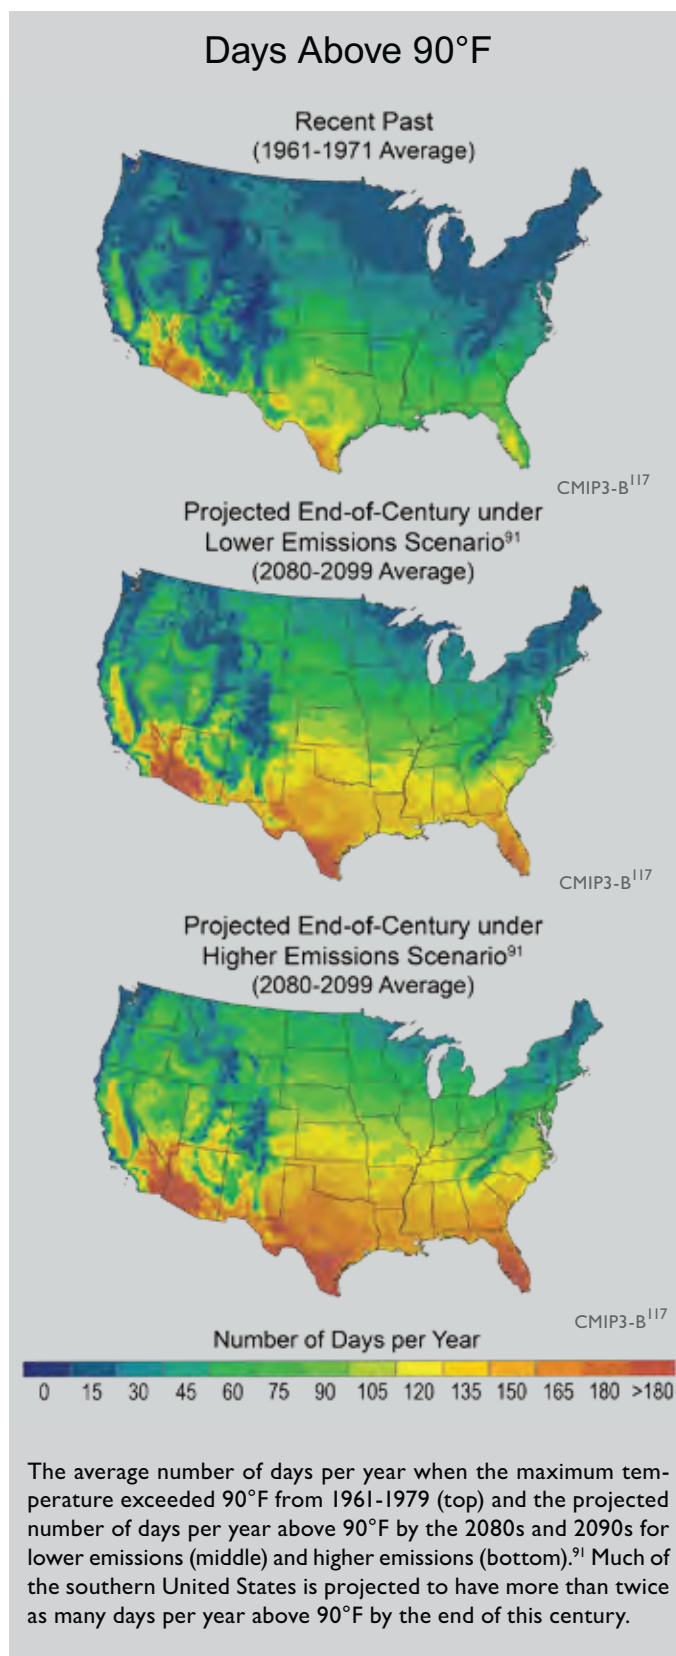 Days Above 90°F
Recent Past
(1961-1971 Average)
CMIP3-B117
Projected End-of-Century under
Lower Emissions Scenario91
(2080-2099 Average)
CMIP3-B117
Projected End-of-Century under
Higher Emissions Scenario91
(2080-2099 Average)
CMIP3-B117
Number of Days per Year
0 15 30 45 60 75 90 105 120 135 150 165 180 >180
The average number of days per year when the maximum tem-
perature exceeded 90°F from 1961-1979 (top) and the projected
number of days per year above 90°F by the 2080s and 2090s for
lower emissions (middle) and higher emissions (bottom).91 Much of
the southern United States is projected to have more than twice
as many days per year above 90°F by the end of this century.